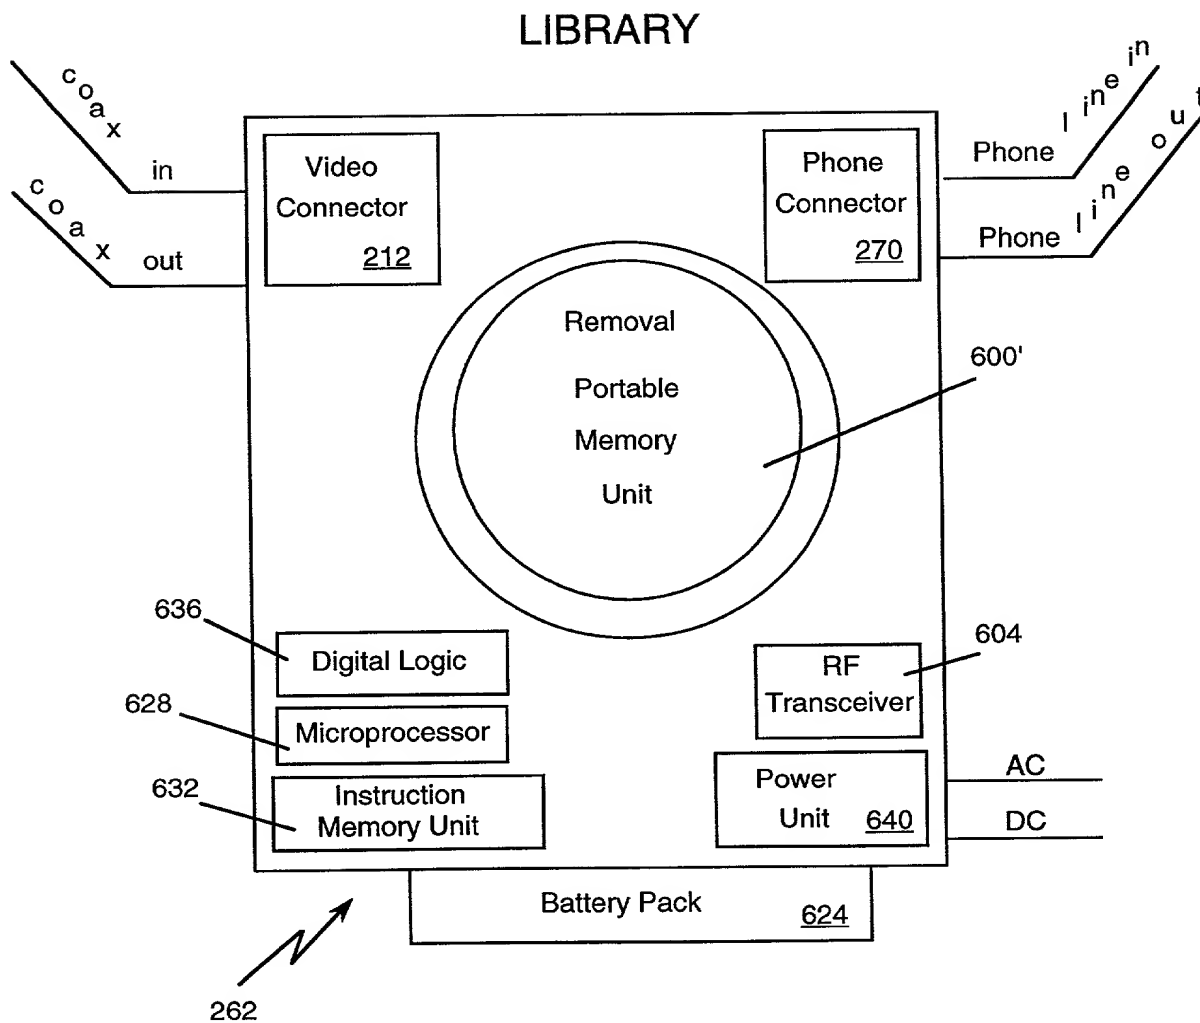 LIBRARY
coax in
coax out
Video
Connector
212
Phone
Connector
270
Phone line in
Phone line out
Removal
Portable
Memory
Unit
600'
636
Digital Logic
628
Microprocessor
632
Instruction
Memory Unit
604
RF
Transceiver
Power
Unit 640
AC
DC
Battery Pack 624
262